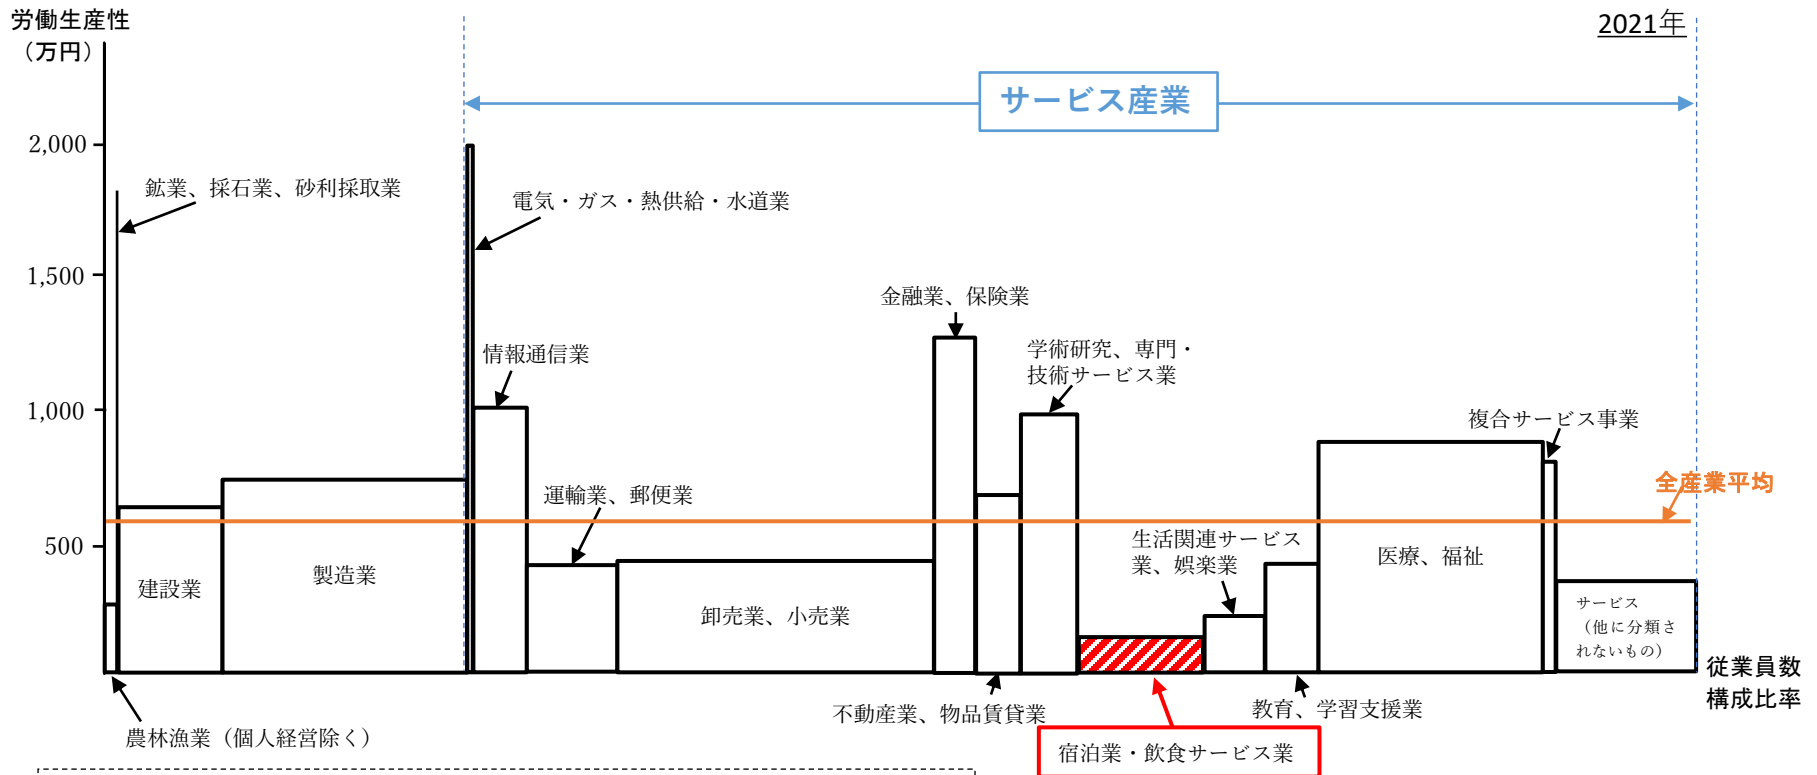 労働生産性
（万円）
2021年
サービス産業
2,000
鉱業、採石業、砂利採取業
電気・ガス・熱供給・水道業
1,500
金融業、保険業
情報通信業
学術研究、専門・
技術サービス業
1,000
複合サービス事業
全産業平均
運輸業、郵便業
500
生活関連サービス
業、娯楽業
医療、福祉
建設業
製造業
卸売業、小売業
サービス
（他に分類さ
れないもの）
従業員数
構成比率
不動産業、物品賃貸業
教育、学習支援業
農林漁業（個人経営除く）
宿泊業・飲食サービス業